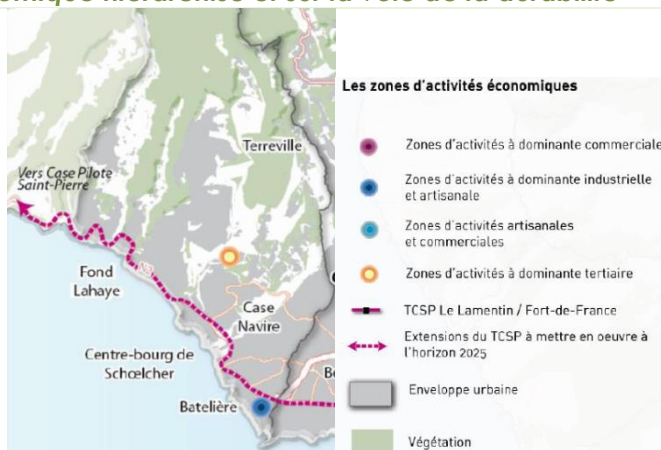 Terreville
Vers Case Pilote
Saint-Pierre
Fond
Lahaye
Case
Navire
Centre-bourg de
Schœlcher
Batelière
Les zones d'activités économiques
Zones d'activités à dominante commerciale
Zones d'activités à dominante industrielle
et artisanale
Zones d'activités artisanales
et commerciales
Zones d'activités à dominante tertiaire
TCSP Le Lamentin / Fort-de-France
Extensions du TCSP à mettre en oeuvre à
l'horizon 2025
Enveloppe urbaine
Végétation